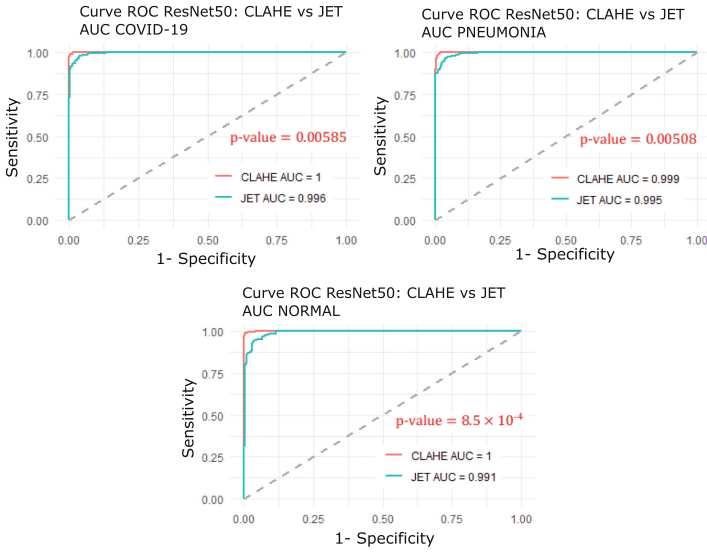 Curve ROC ResNet50: CLAHE vs JET
AUC COVID-19
1.00
0.75
0.50
0.25
0.00
Sensitivity
p-value = 0.00585
CLAHE AUC = 1
JET AUC = 0.996
0.00 0.25 0.50 0.75 1.00
1- Specificity
Curve ROC ResNet50: CLAHE vs JET
AUC PNEUMONIA
1.00
0.75
0.50
0.25
0.00
Sensitivity
p-value = 0.00508
CLAHE AUC = 0.999
JET AUC = 0.995
0.00 0.25 0.50 0.75 1.00
1- Specificity
Curve ROC ResNet50: CLAHE vs JET
AUC NORMAL
1.00
0.75
0.50
0.25
0.00
Sensitivity
p-value = 8.5 × 10⁻⁴
CLAHE AUC = 1
JET AUC = 0.991
0.00 0.25 0.50 0.75 1.00
1- Specificity